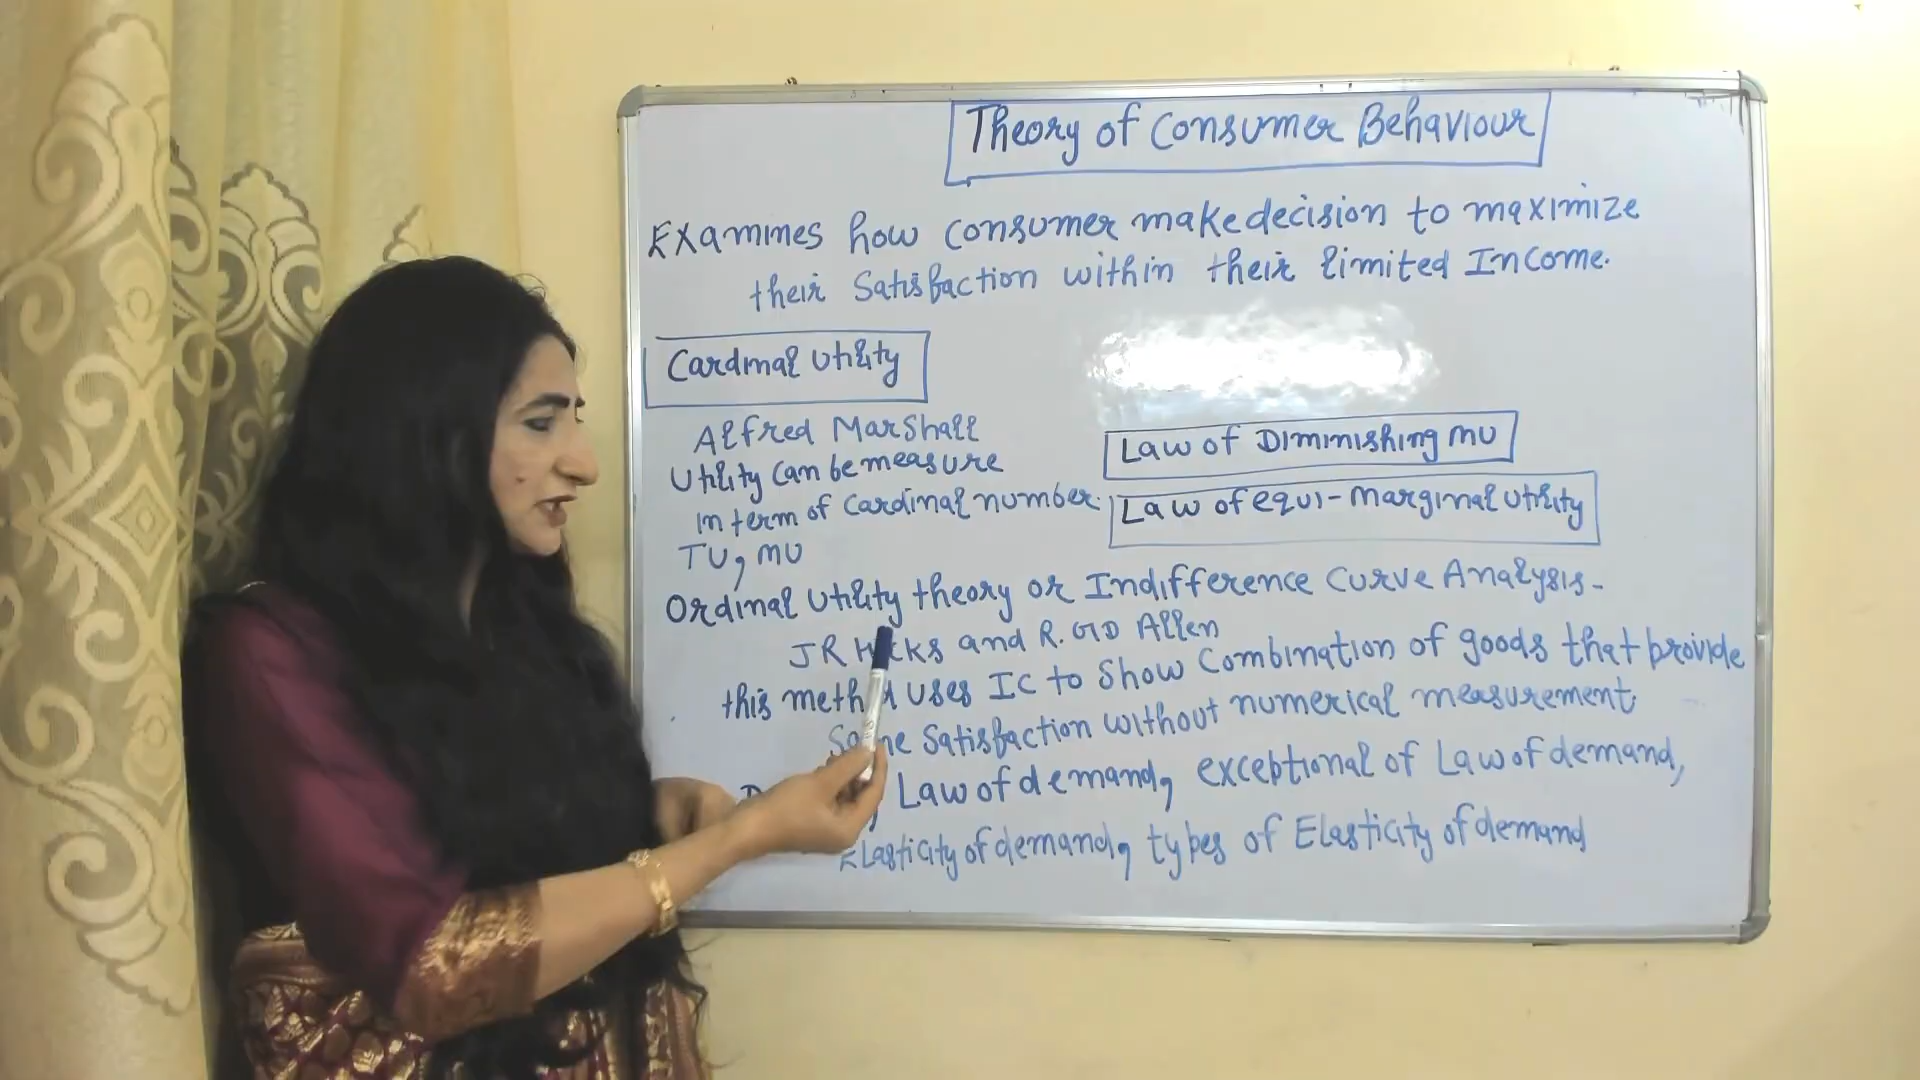 Theory of Consumer Behaviour
Examines how consumer make decision to maximize
their Satisfaction within their limited Income.
Cardinal Utility
Alfred Marshall
Utility can be measure
in term of cardinal number.
TU, MU
Law of Diminishing MU
Law of equi-Marginal Utility
Ordinal Utility theory or Indifference Curve Analysis-
JR Hicks and R.GD Allen
this method uses IC to Show Combination of goods that provide
Same Satisfaction without numerical measurement.
Law of demand, exceptional of Law of demand,
Elasticity of demand, types of Elasticity of demand